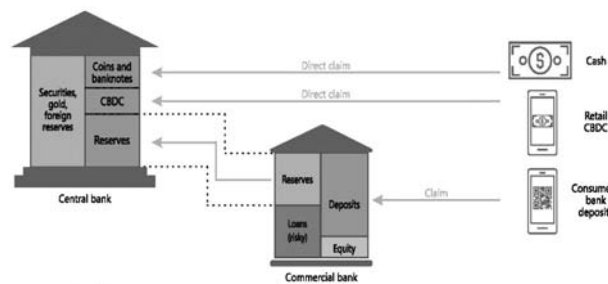 Securities,
gold,
foreign
reserves
Coins and
banknotes
CBDC
Reserves
Central bank
Direct claim
Direct claim
Claim
Reserves
Loans
(risky)
Deposits
Equity
Commercial bank
$
Cash
Retail
CBDC
Consume
bank
deposit